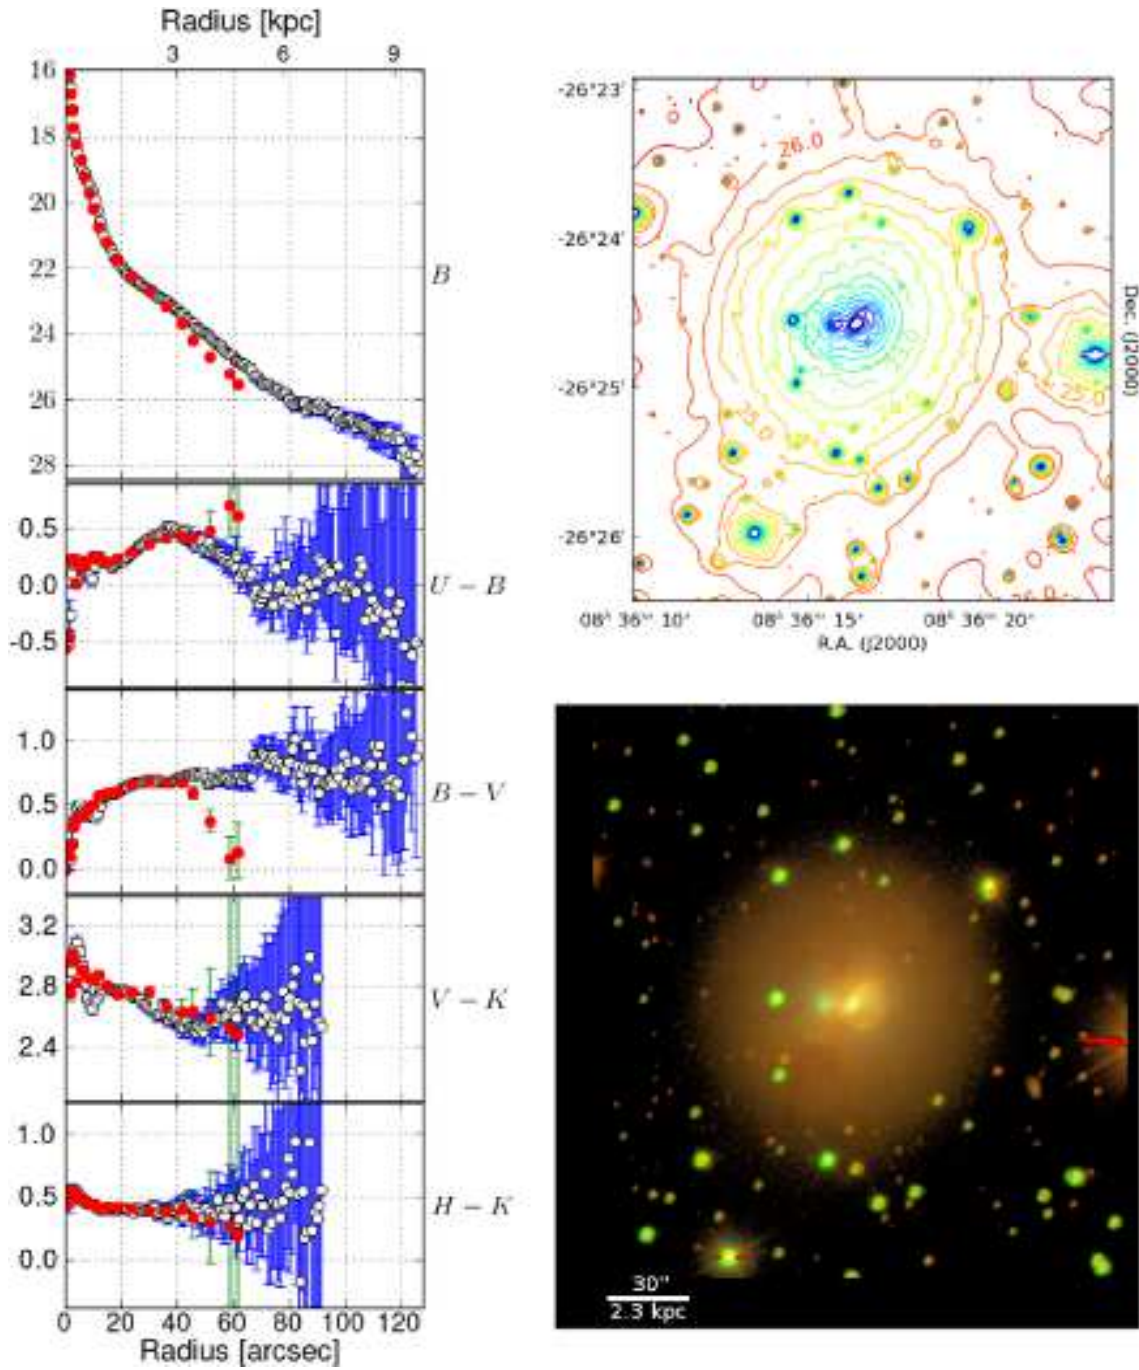 Radius [kpc]
3 6 9
16
18
20
22
24
26
28
B
0.5
0.0
-0.5
U − B
1.0
0.5
0.0
B − V
3.2
2.8
2.4
V − K
1.0
0.5
0.0
H − K
0 20 40 60 80 100 120
Radius [arcsec]
-26°23′
-26°24′
-26°25′
-26°26′
26.0
25.0
Dec. (J2000)
08ʰ 36ᵐ 10ˢ 08ʰ 36ᵐ 15ˢ 08ʰ 36ᵐ 20ˢ
R.A. (J2000)
30"
2.3 kpc